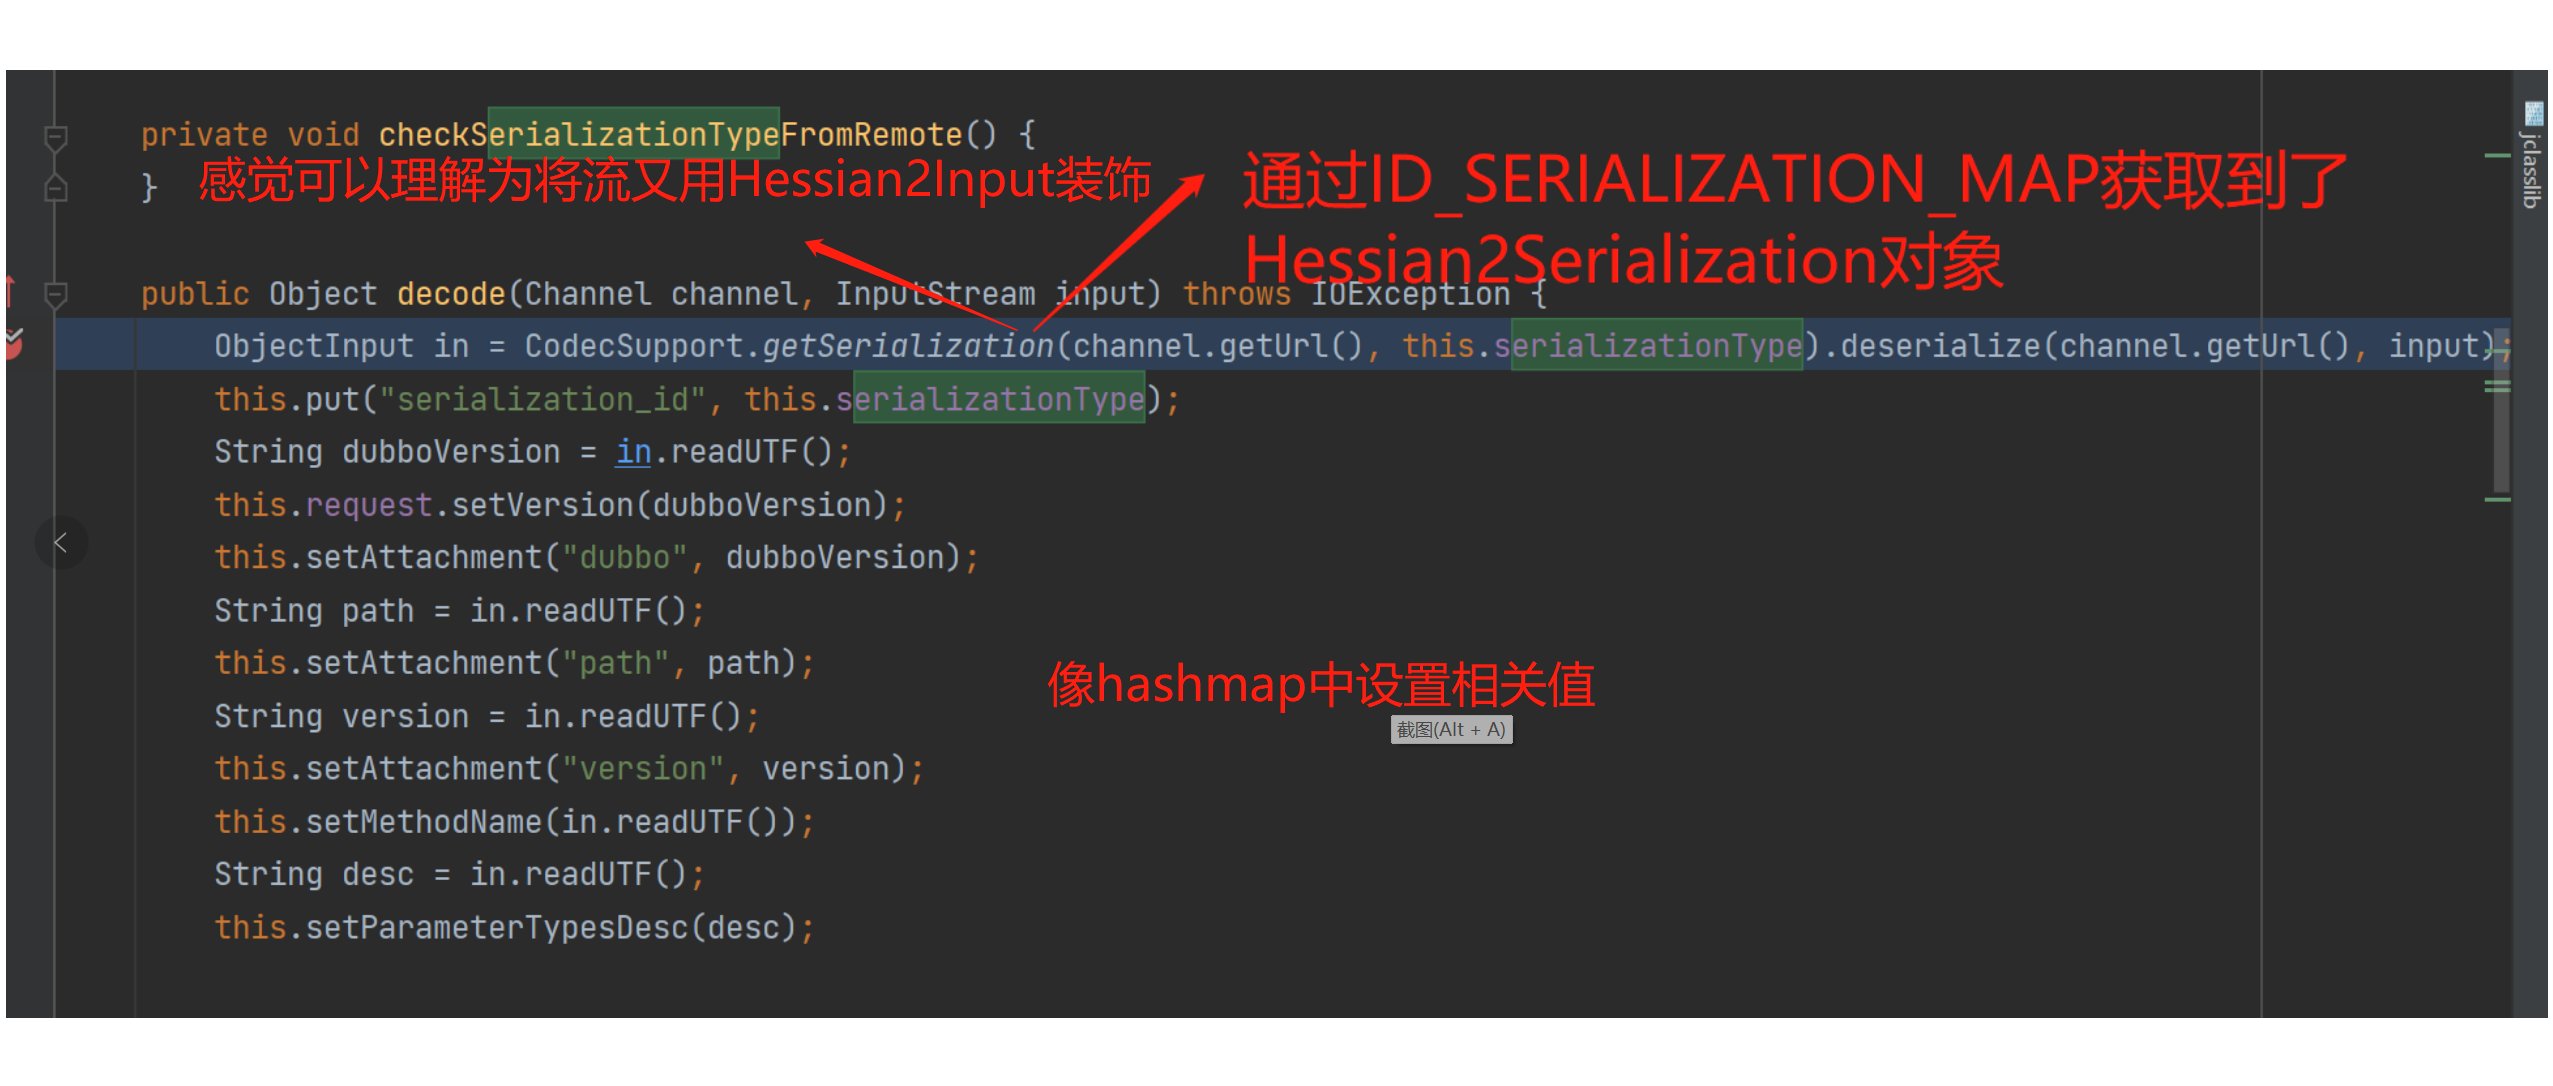 private void checkSerializationTypeFromRemote() {
} 感觉可以理解为将流又用Hessian2Input装饰
通过ID_SERIALIZATION_MAP获取到了
Hessian2Serialization对象
public Object decode(Channel channel, InputStream input) throws IOException {
ObjectInput in = CodecSupport.getSerialization(channel.getUrl(), this.serializationType).deserialize(channel.getUrl(), input);
this.put("serialization_id", this.serializationType);
String dubboVersion = in.readUTF();
this.request.setVersion(dubboVersion);
this.setAttachment("dubbo", dubboVersion);
String path = in.readUTF();
this.setAttachment("path", path);
像hashmap中设置相关值
String version = in.readUTF();
截图(Alt + A)
this.setAttachment("version", version);
this.setMethodName(in.readUTF());
String desc = in.readUTF();
this.setParameterTypesDesc(desc);
jclasslib